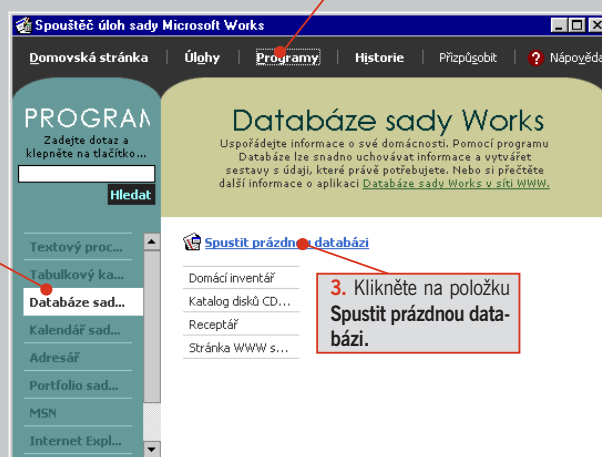 Spouštěč úloh sady Microsoft Works
Domovská stránka Úlohy Programy Historie Přizpůsobit ? Nápověda
PROGRAM
Databáze sady Works
Zadejte dotaz a
klepněte na tlačítko...
Hledat
Uspořádejte informace o své domácnosti. Pomocí programu
Databáze lze snadno uchovávat informace a vytvářet
sestavy s údaji, které právě potřebujete. Nebo si přečtěte
další informace o aplikaci Databáze sady Works v síti WWW.
Textový proc...
Tabulkový ka...
Databáze sad...
Kalendář sad...
Adresář
Portfolio sad...
MSN
Internet Expl...
Spustit prázdnou databázi
Domácí inventář
Katalog disků CD...
Receptář
Stránka WWW s...
3. Klikněte na položku
Spustit prázdnou data-
bázi.